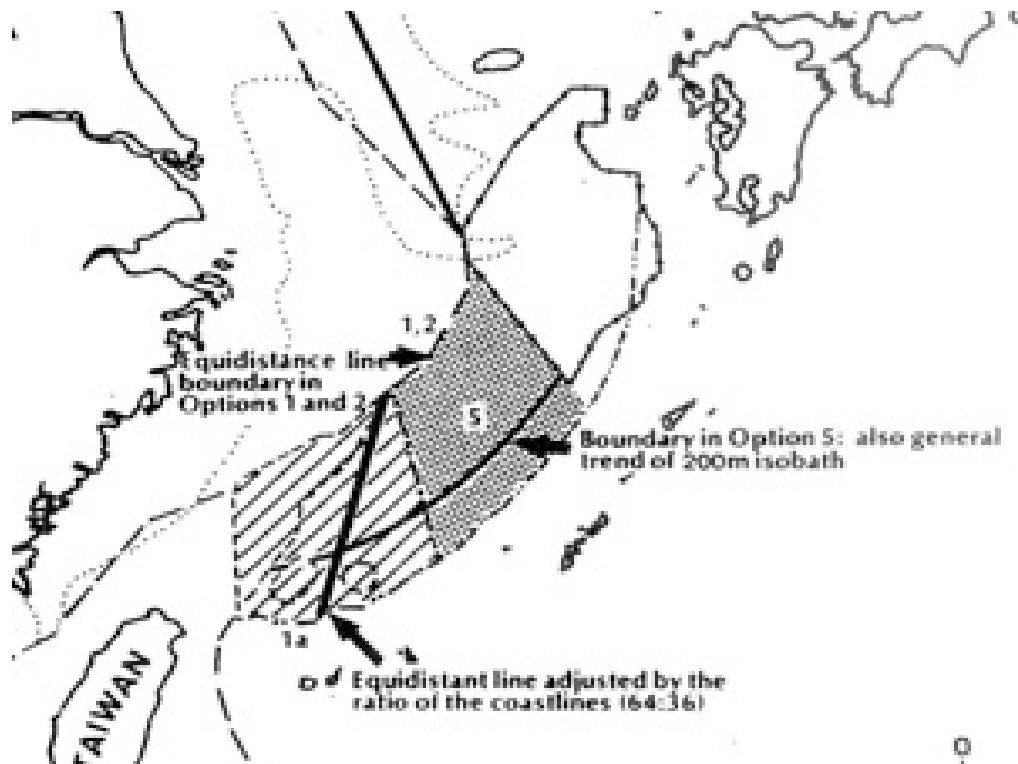 1, 2
Equidistance line
boundary in
Options 1 and 2
5
Boundary in Option 5: also general
trend of 200m isobath
1a
Equidistant line adjusted by the
ratio of the coastlines (64:36)
TAIWAN